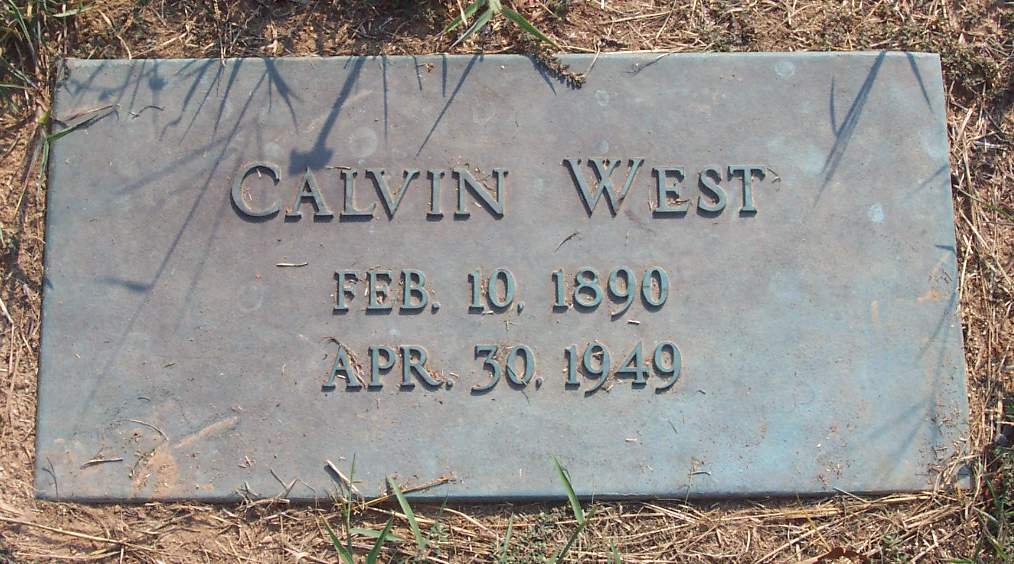 CALVIN WEST
FEB. 10, 1890
APR. 30, 1949